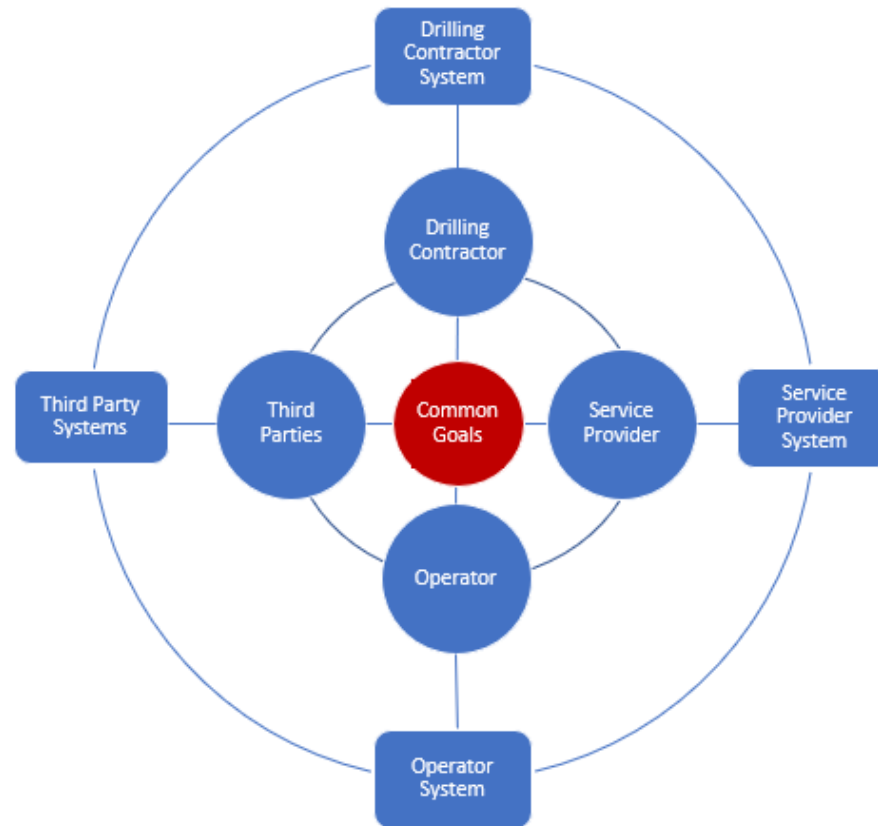 Drilling
Contractor
System
Drilling
Contractor
Third Party
Systems
Third
Parties
Common
Goals
Service
Provider
Service
Provider
System
Operator
Operator
System